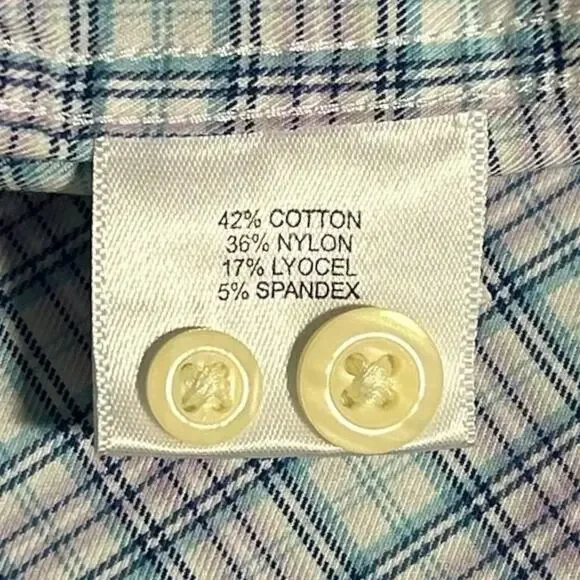 42% COTTON
36% NYLON
17% LYOCEL
5% SPANDEX